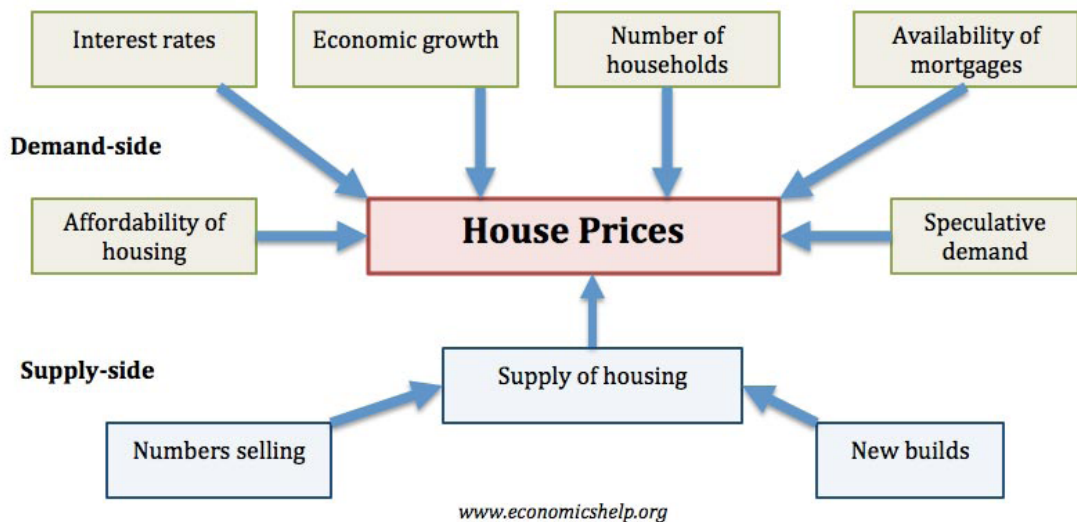 Interest rates
Economic growth
Number of
households
Availability of
mortgages
Demand-side
Affordability of
housing
House Prices
Speculative
demand
Supply-side
Supply of housing
Numbers selling
New builds
www.economicshelp.org